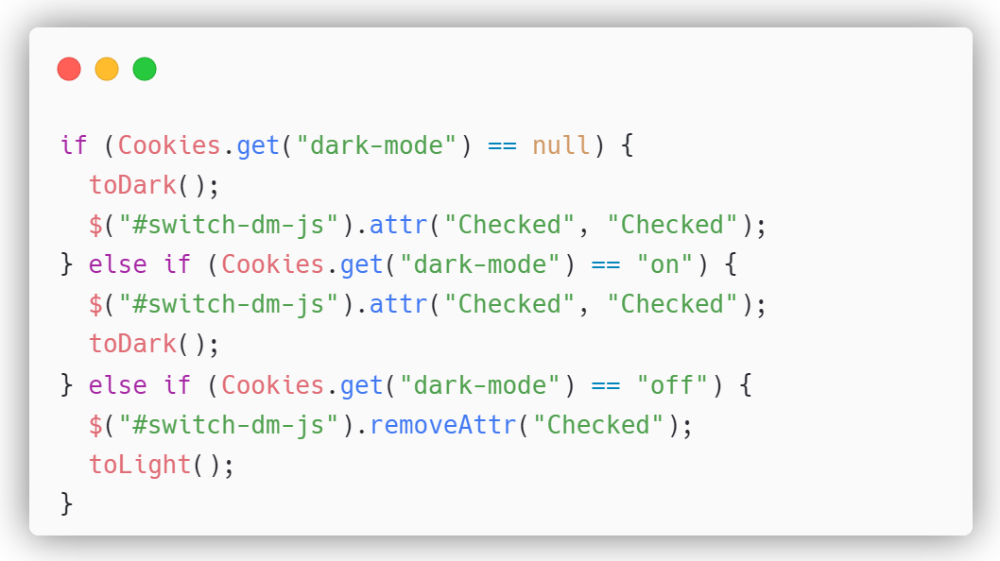 if (Cookies.get("dark-mode") == null) {
  toDark();
  $("#switch-dm-js").attr("Checked", "Checked");
} else if (Cookies.get("dark-mode") == "on") {
  $("#switch-dm-js").attr("Checked", "Checked");
  toDark();
} else if (Cookies.get("dark-mode") == "off") {
  $("#switch-dm-js").removeAttr("Checked");
  toLight();
}